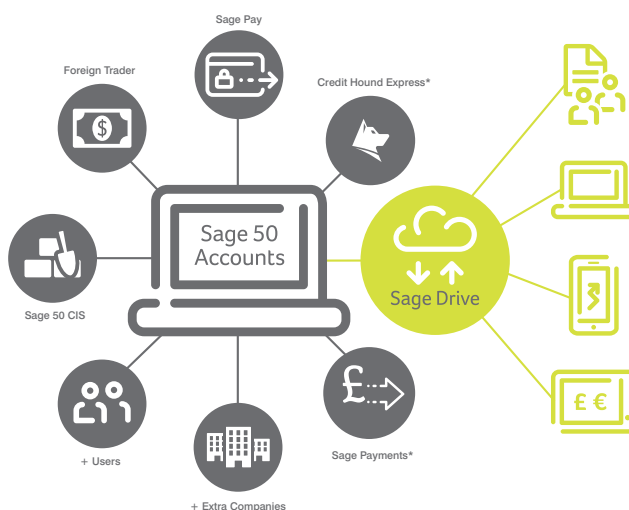 Sage Pay
Foreign Trader
Credit Hound Express*
$
Sage 50
Accounts
Sage Drive
Sage 50 CIS
£
£ €
+ Users
Sage Payments*
+ Extra Companies